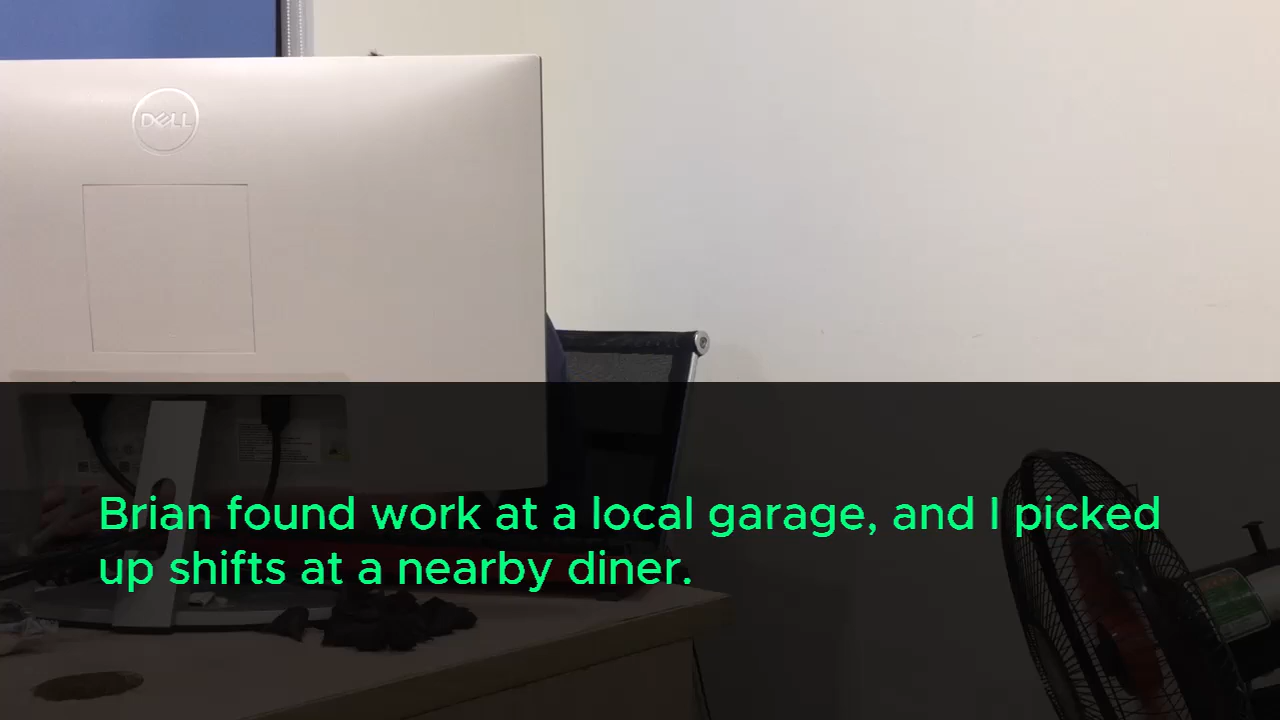 DELL
Brian found work at a local garage, and I picked
up shifts at a nearby diner.